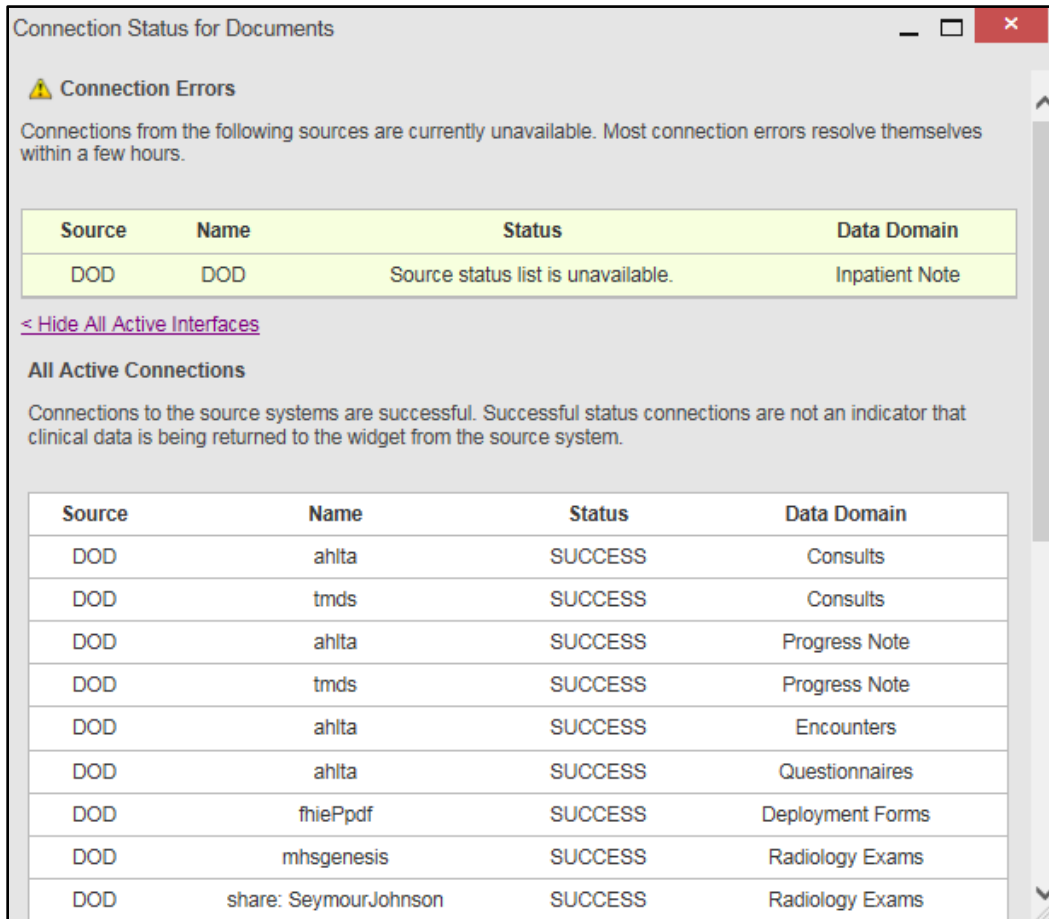 Connection Status for Documents
Connection Errors
Connections from the following sources are currently unavailable. Most connection errors resolve themselves
within a few hours.
Source Name Status Data Domain
DOD DOD Source status list is unavailable. Inpatient Note
< Hide All Active Interfaces
All Active Connections
Connections to the source systems are successful. Successful status connections are not an indicator that
clinical data is being returned to the widget from the source system.
Source Name Status Data Domain
DOD ahlta SUCCESS Consults
DOD tmds SUCCESS Consults
DOD ahlta SUCCESS Progress Note
DOD tmds SUCCESS Progress Note
DOD ahlta SUCCESS Encounters
DOD ahlta SUCCESS Questionnaires
DOD fhiePpdf SUCCESS Deployment Forms
DOD mhsgenesis SUCCESS Radiology Exams
DOD share: SeymourJohnson SUCCESS Radiology Exams